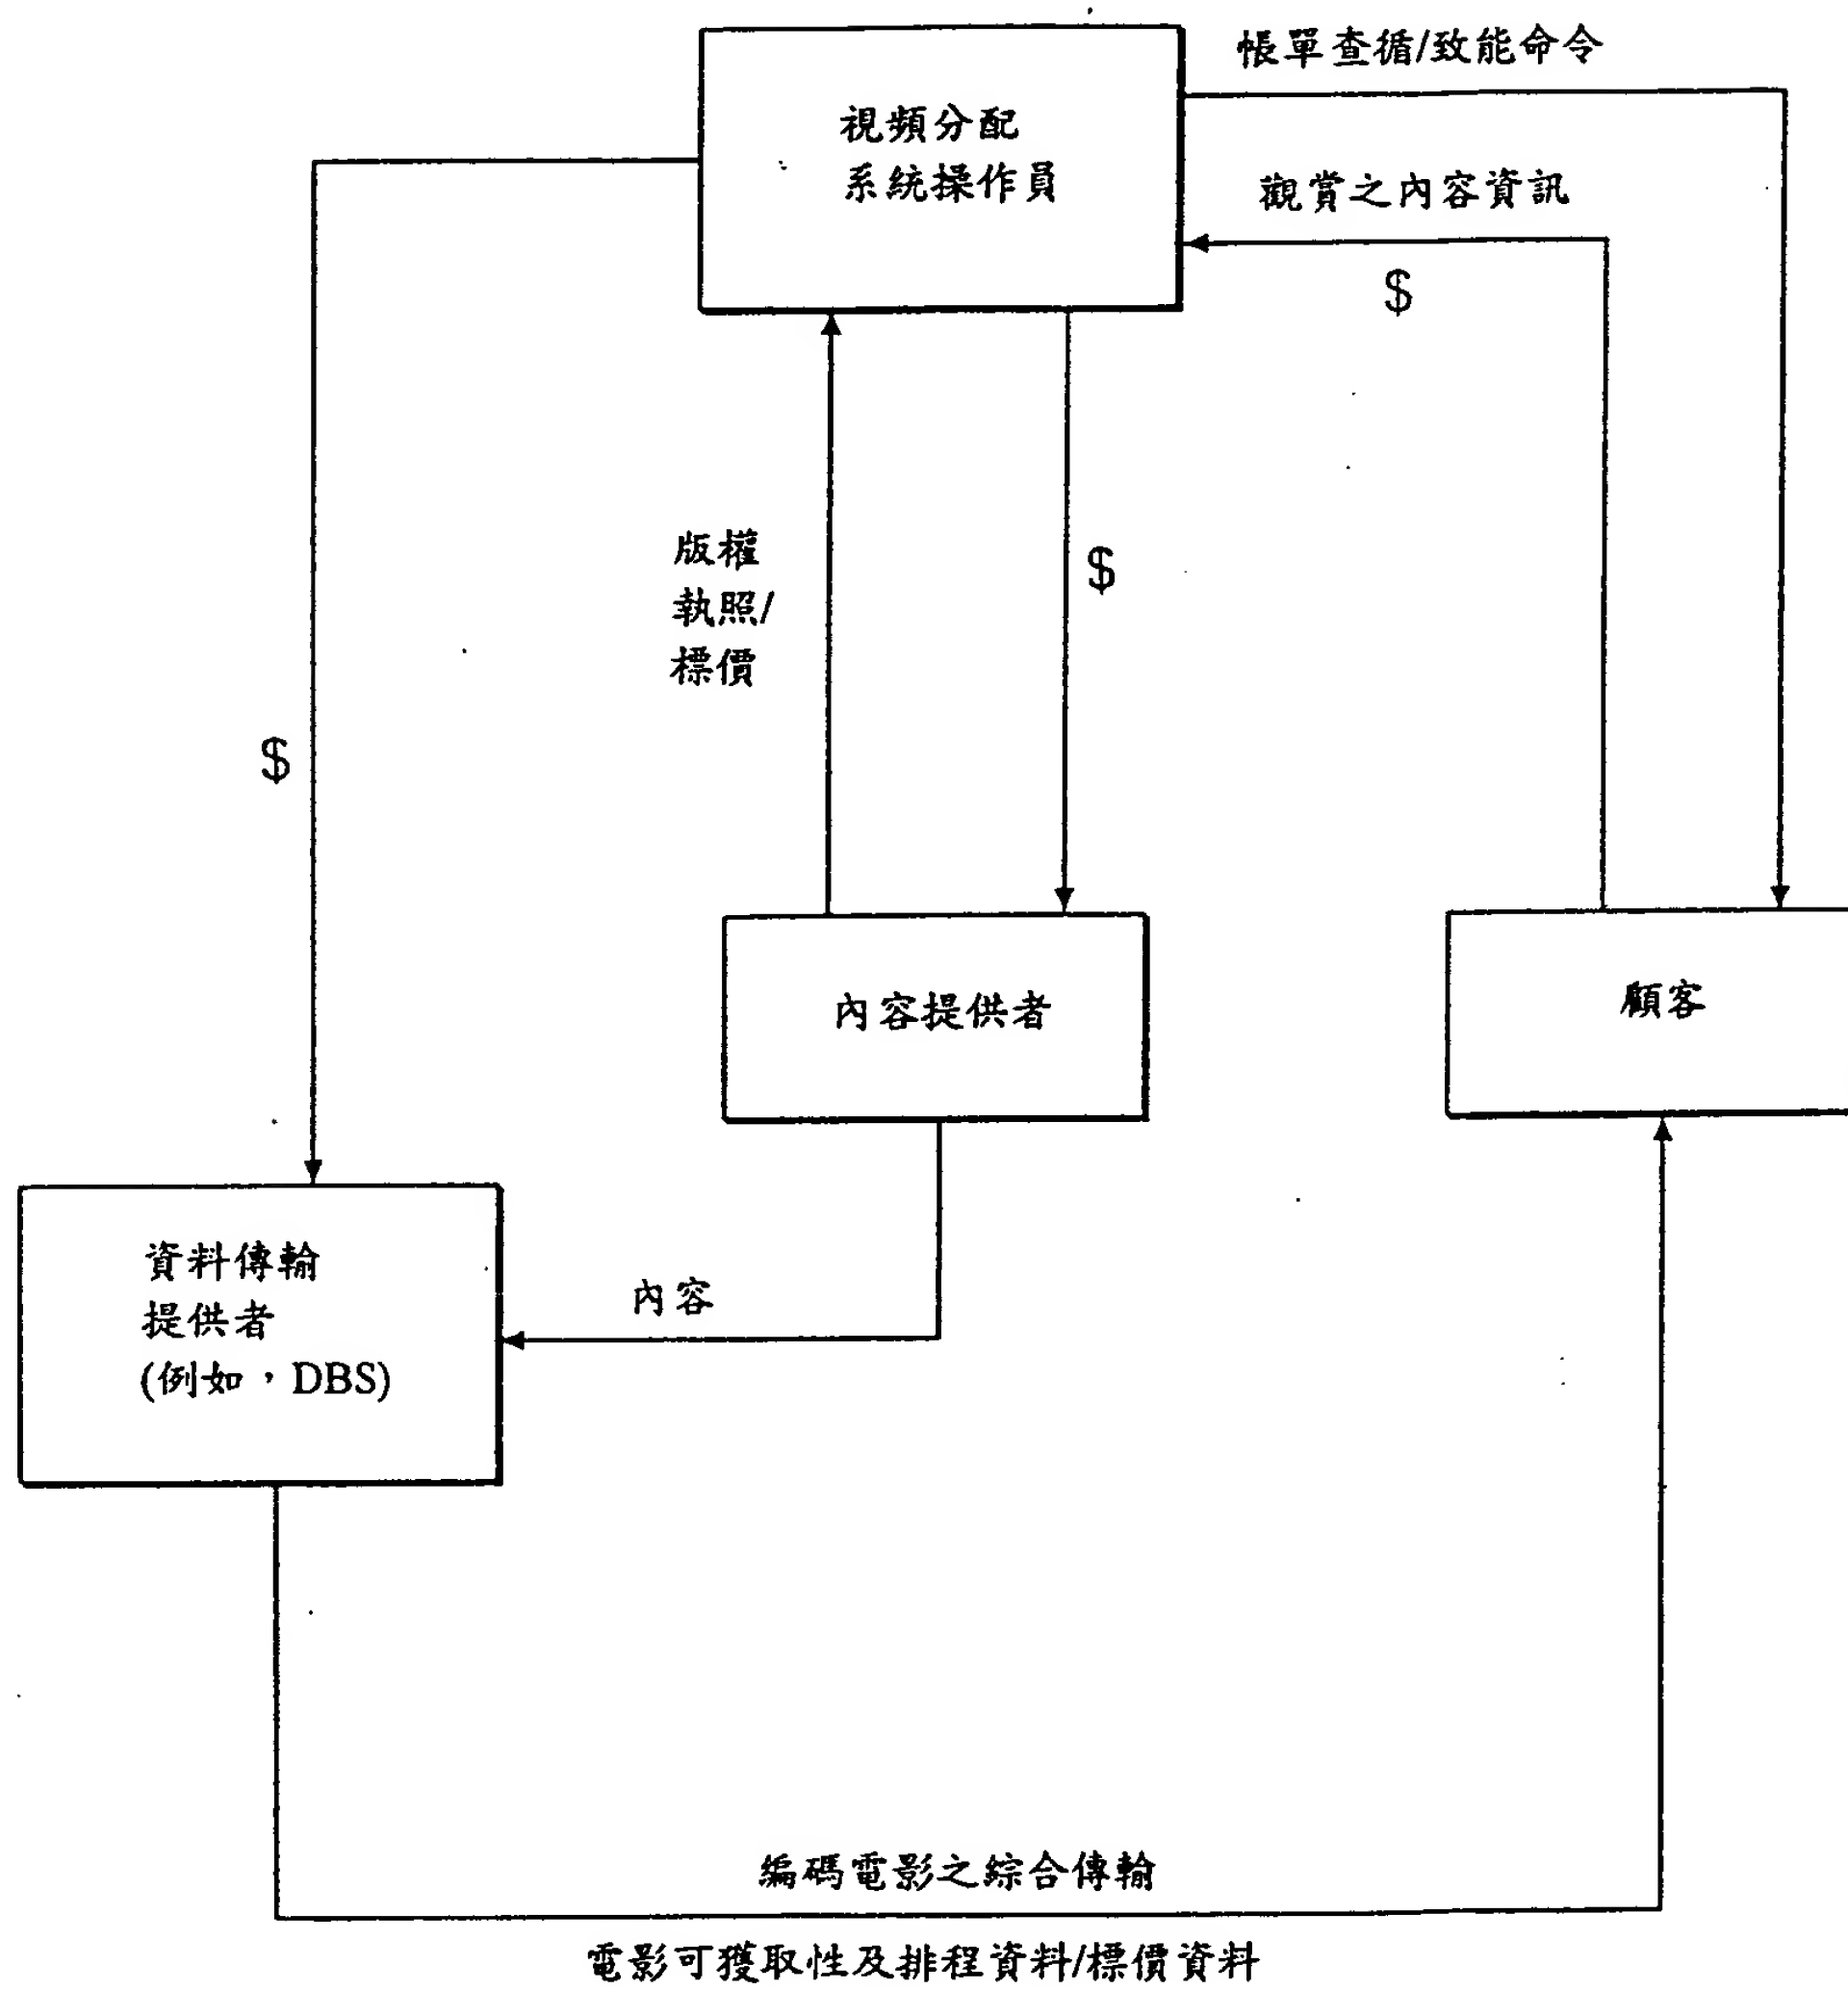 帳單查循/致能命令
視頻分配
系統操作員
觀賞之內容資訊
$
版權
執照/
標價
$
$
內容提供者
顧客
資料傳輸
提供者
(例如，DBS)
內容
編碼電影之綜合傳輸
電影可獲取性及排程資料/標價資料